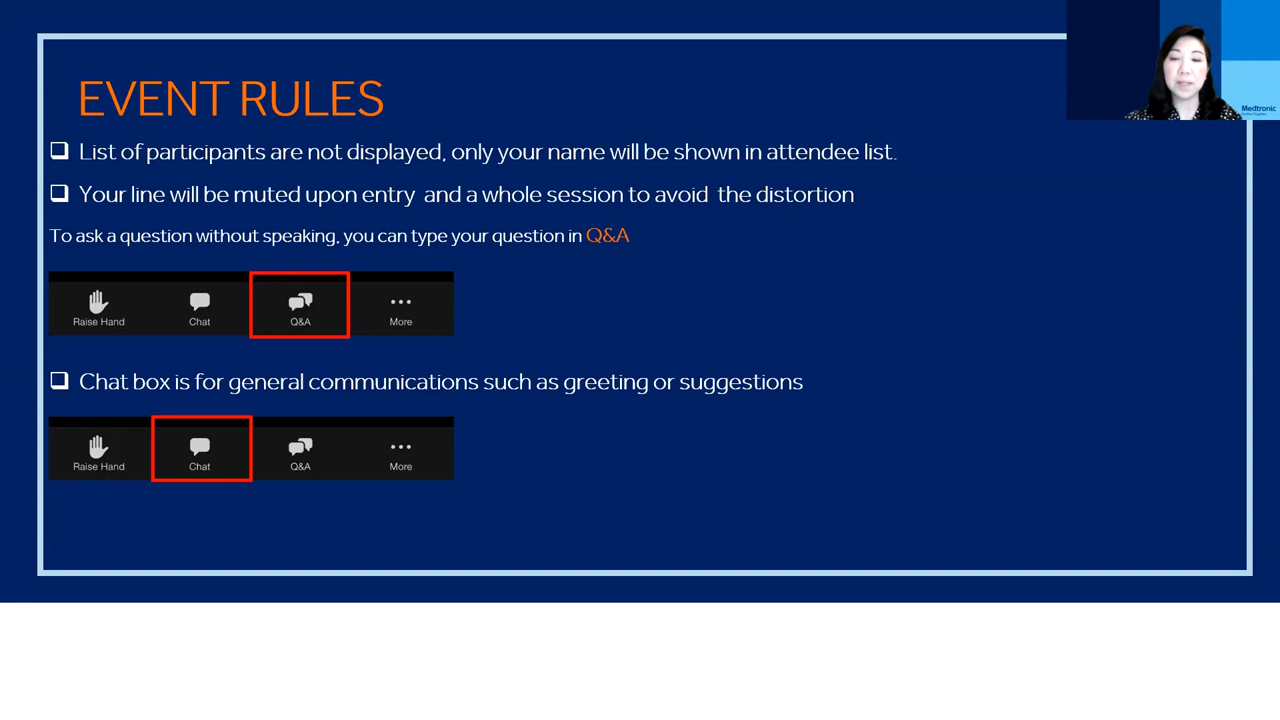 EVENT RULES
List of participants are not displayed, only your name will be shown in attendee list.
Your line will be muted upon entry and a whole session to avoid the distortion
To ask a question without speaking, you can type your question in Q&A
Raise Hand Chat Q&A More
Chat box is for general communications such as greeting or suggestions
Raise Hand Chat Q&A More
Medtronic